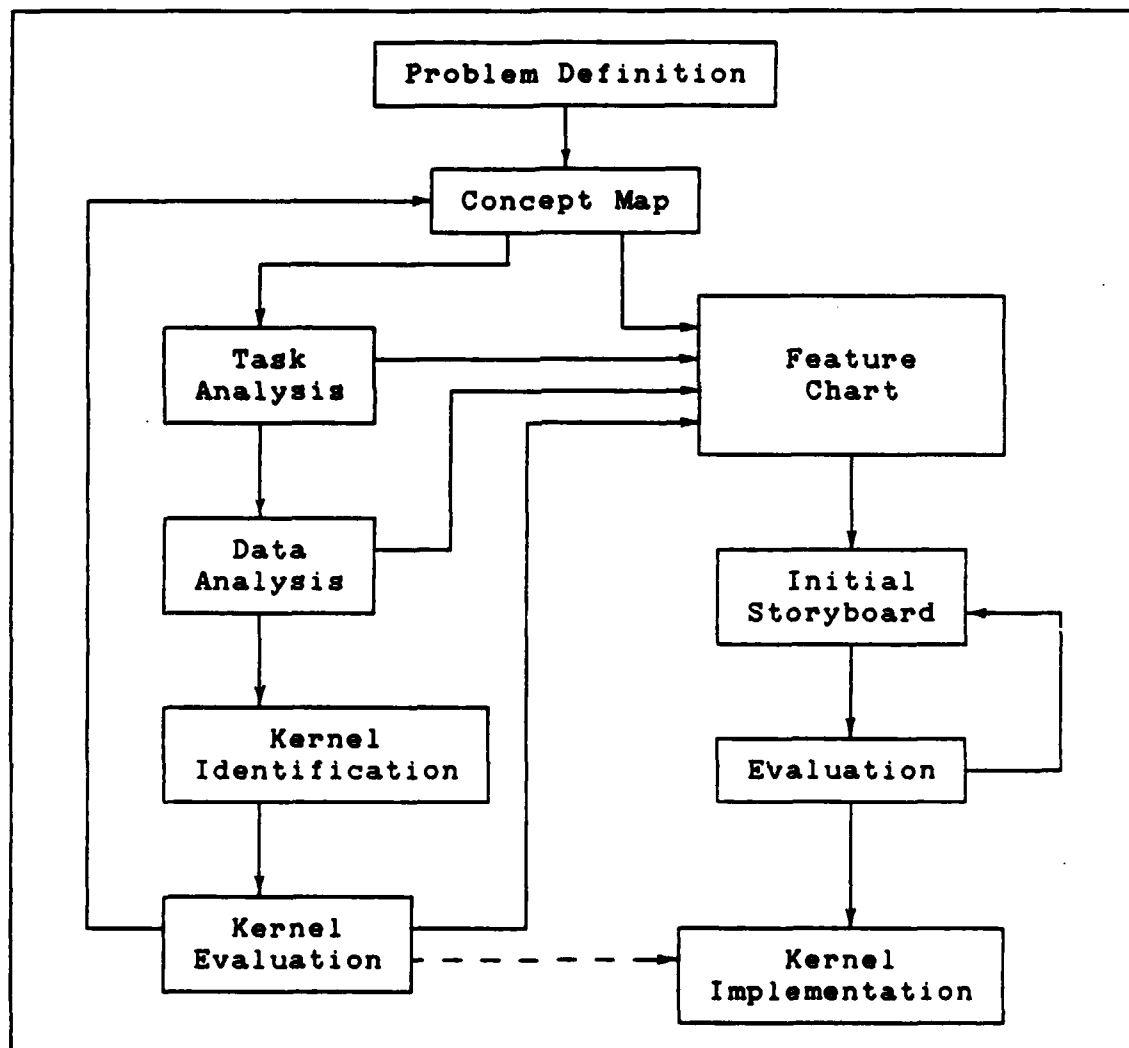 Problem Definition
Concept Map
Task
Analysis
Feature
Chart
Data
Analysis
Initial
Storyboard
Kernel
Identification
Evaluation
Kernel
Evaluation
Kernel
Implementation